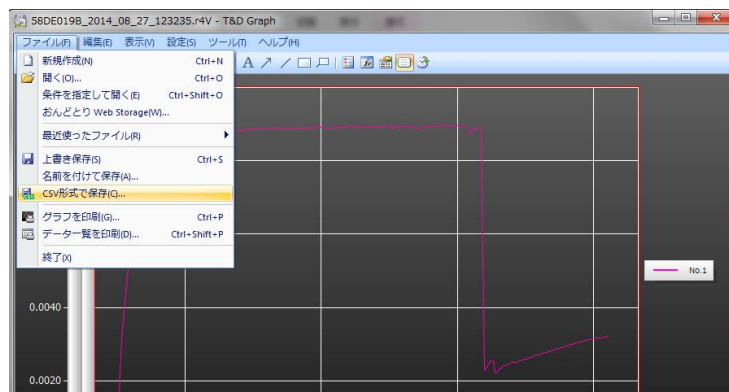 58DE019B_2014_08_27_123235.r4V - T&D Graph
ファイル(F) 編集(E) 表示(V) 設定(S) ツール(T) ヘルプ(H)
新規作成(N) Ctrl+N
開く(O)... Ctrl+O
条件を指定して開く(E) Ctrl+Shift+O
おんどとり Web Storage(W)...
最近使ったファイル(R)
上書き保存(S) Ctrl+S
名前を付けて保存(A)...
CSV形式で保存(C)...
グラフを印刷(G)... Ctrl+P
データ一覧を印刷(D)... Ctrl+Shift+P
終了(X)
No.1
0.0040
0.0020